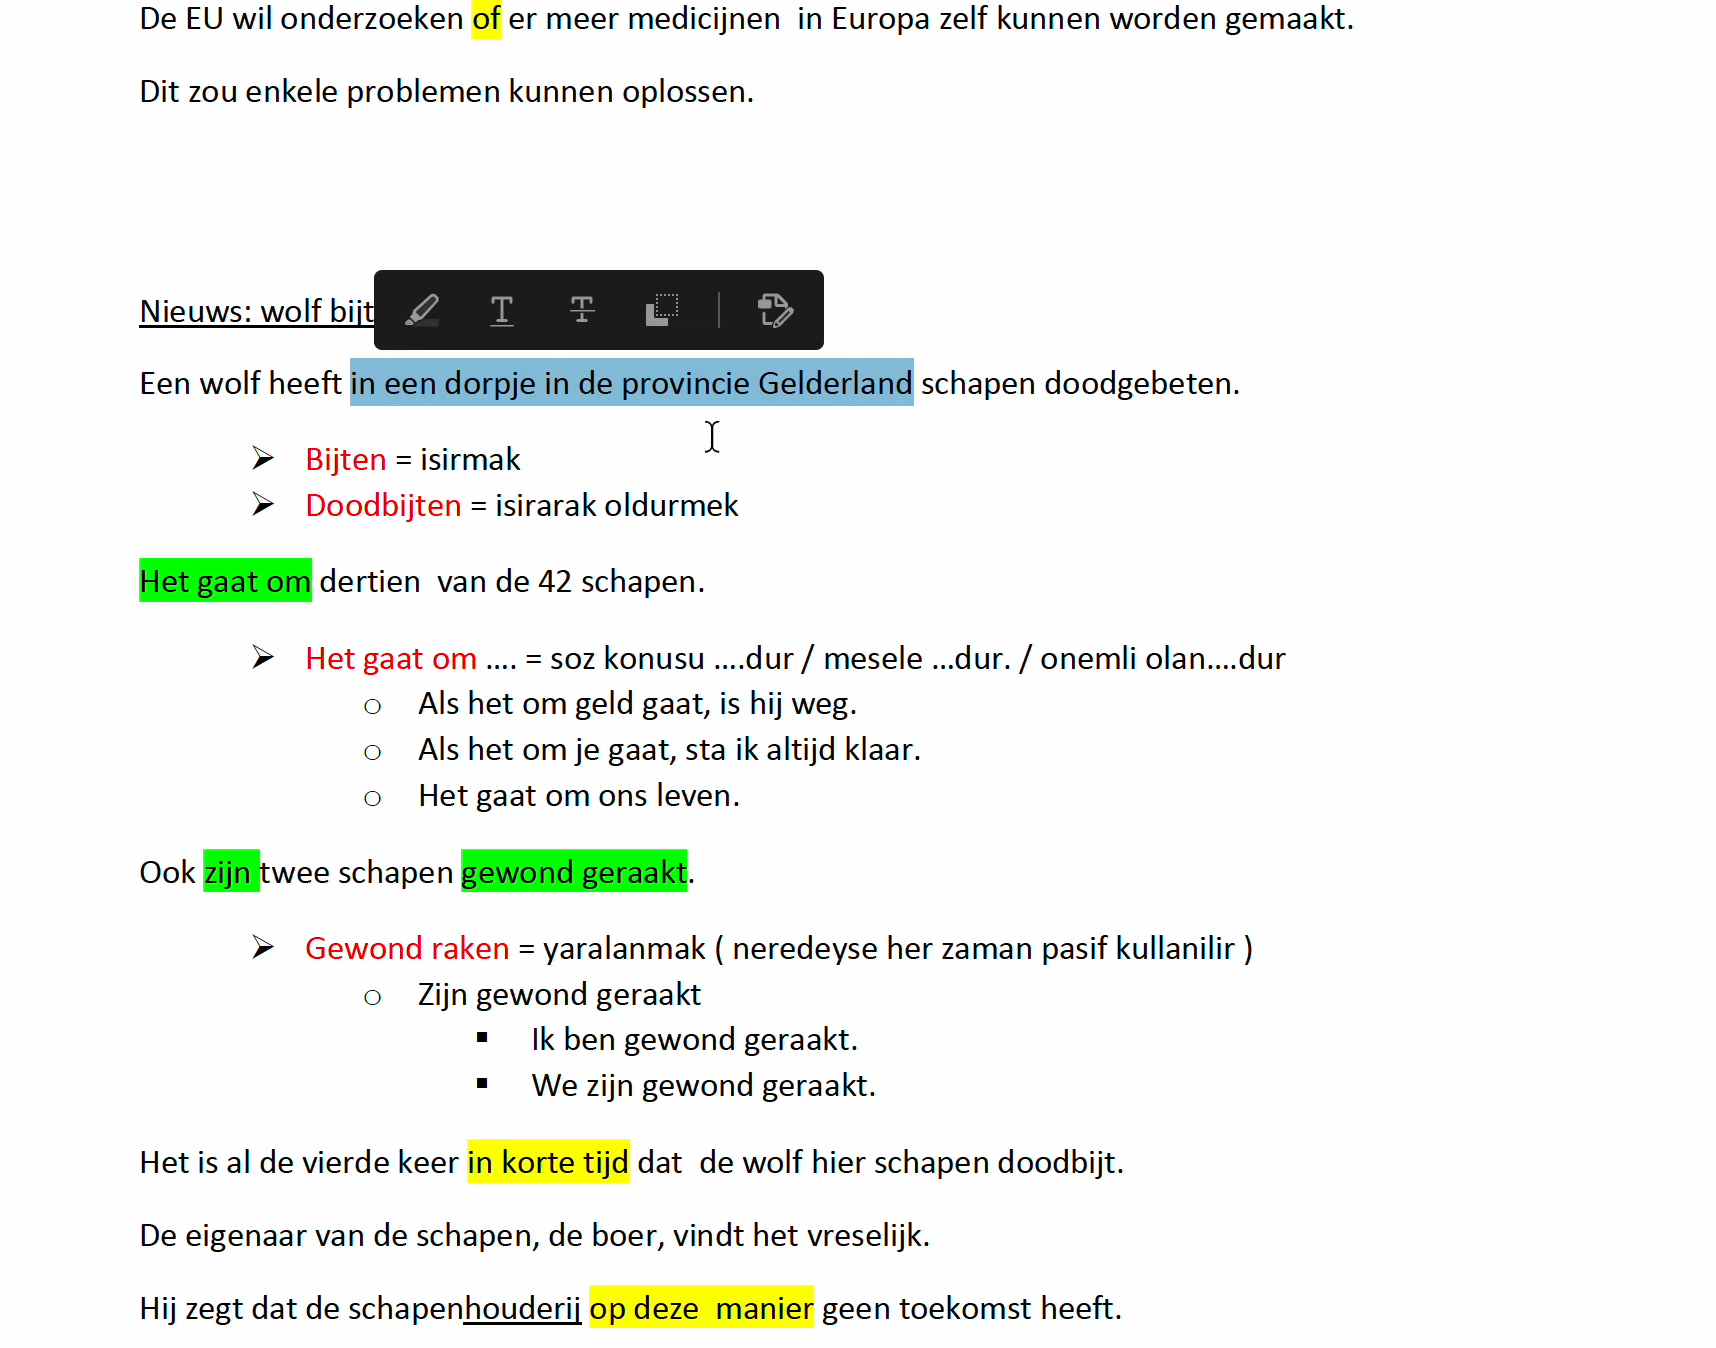 De EU wil onderzoeken of er meer medicijnen  in Europa zelf kunnen worden gemaakt.
Dit zou enkele problemen kunnen oplossen.
Nieuws: wolf bijt
Een wolf heeft in een dorpje in de provincie Gelderland schapen doodgebeten.
➢ Bijten = isirmak
➢ Doodbijten = isirarak oldurmek
Het gaat om dertien  van de 42 schapen.
➢ Het gaat om .... = soz konusu ....dur / mesele ...dur. / onemli olan....dur
o Als het om geld gaat, is hij weg.
o Als het om je gaat, sta ik altijd klaar.
o Het gaat om ons leven.
Ook zijn twee schapen gewond geraakt.
➢ Gewond raken = yaralanmak ( neredeyse her zaman pasif kullanilir )
o Zijn gewond geraakt
▪ Ik ben gewond geraakt.
▪ We zijn gewond geraakt.
Het is al de vierde keer in korte tijd dat  de wolf hier schapen doodbijt.
De eigenaar van de schapen, de boer, vindt het vreselijk.
Hij zegt dat de schapenhouderij op deze  manier geen toekomst heeft.